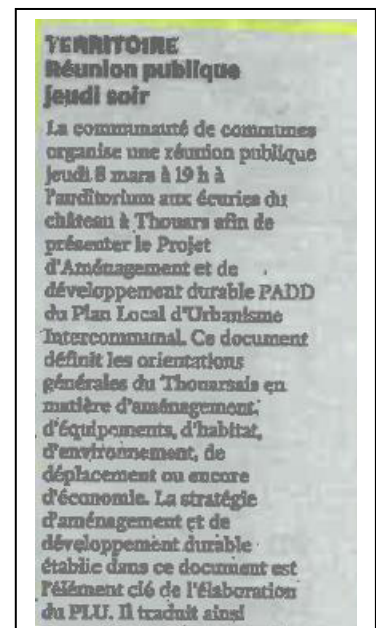 TERRITOIRE
Réunion publique
jeudi soir
La communauté de communes
organise une réunion publique
jeudi 8 mars à 19 h à
l'auditorium aux écuries du
château à Thouars afin de
présenter le Projet
d'Aménagement et de
développement durable PADD
du Plan Local d'Urbanisme
Intercommunal. Ce document
définit les orientations
générales du Thouarsais en
matière d'aménagement,
d'équipements, d'habitat,
d'environnement, de
déplacement ou encore
d'économie. La stratégie
d'aménagement et de
développement durable
établie dans ce document est
l'élément clé de l'élaboration
du PLU. Il traduit ainsi